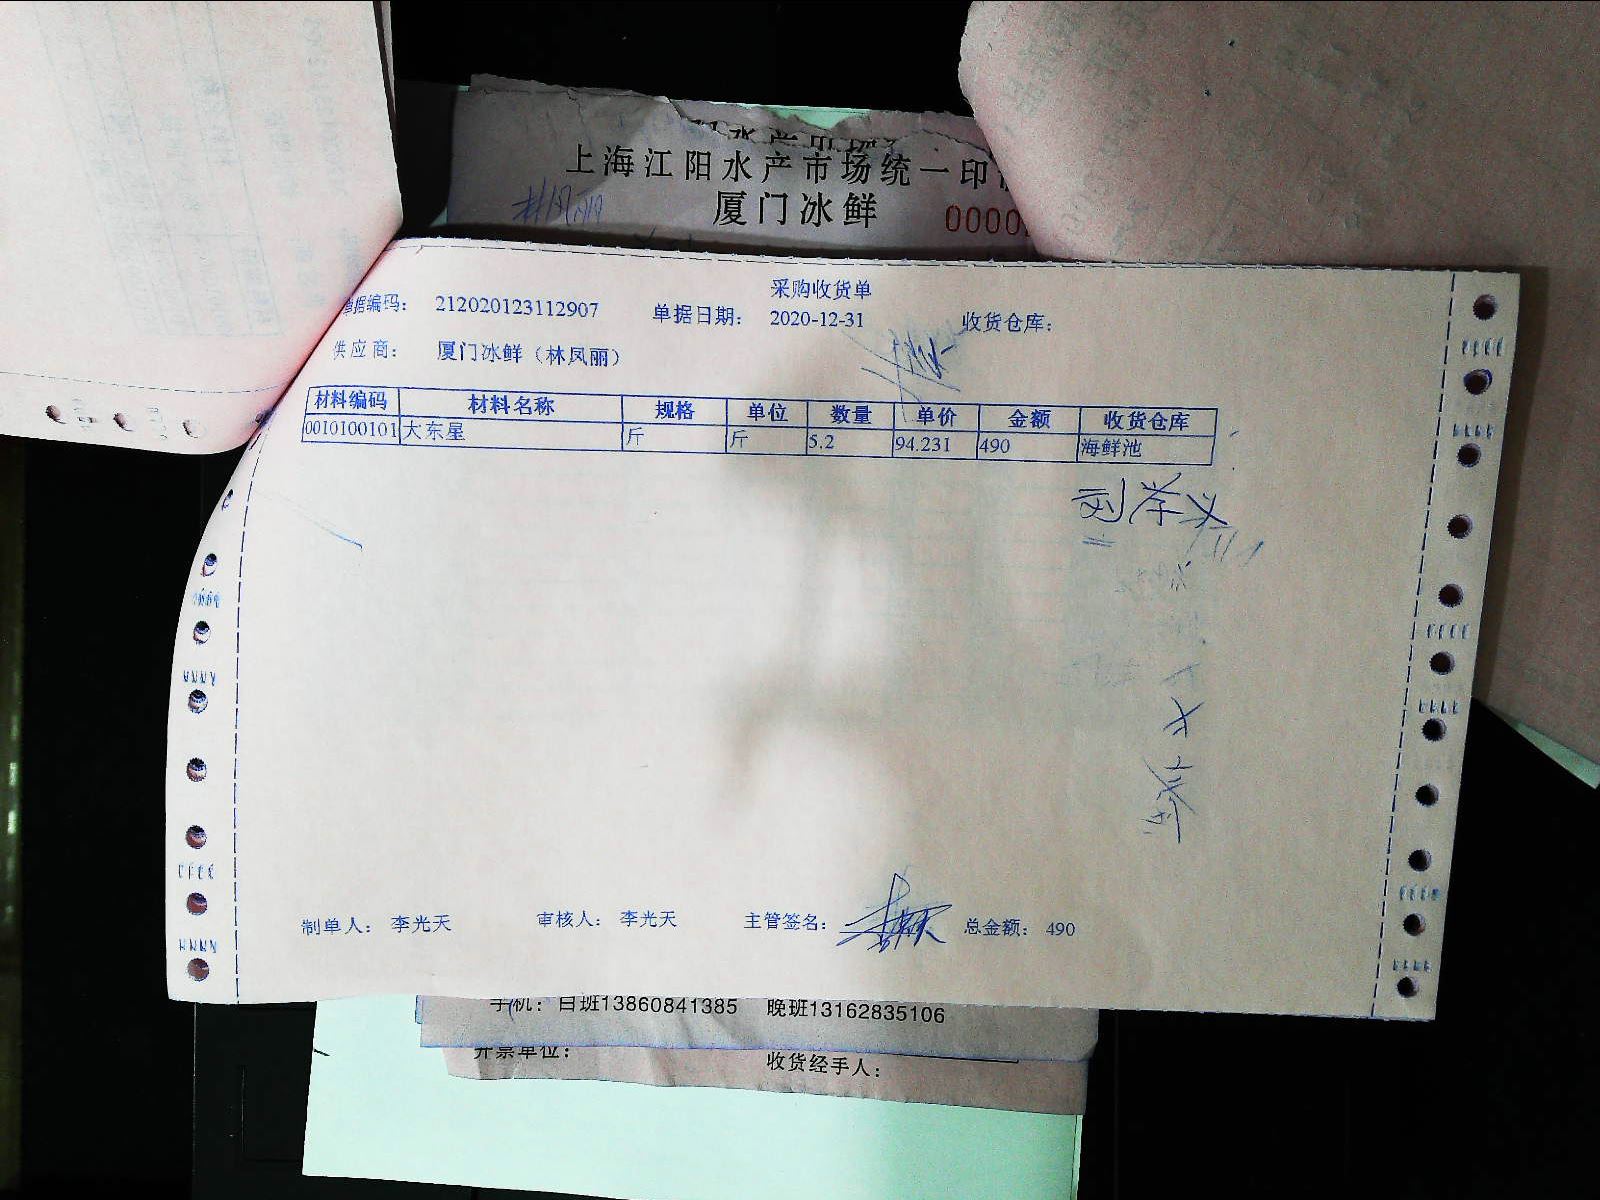 上海江阳水产市场统一印
厦门冰鲜
0000
采购收货单
单据编码： 212020123112907 单据日期： 2020-12-31 收货仓库：
供应商： 厦门冰鲜（林凤丽）
材料编码 材料名称 规格 单位 数量 单价 金额 收货仓库
0010100101 大东星 斤 斤 5.2 94.231 490 海鲜池
制单人： 李光天 审核人： 李光天 主管签名： 总金额： 490
手机：白班13860841385 晚班13162835106
开票单位： 收货经手人：